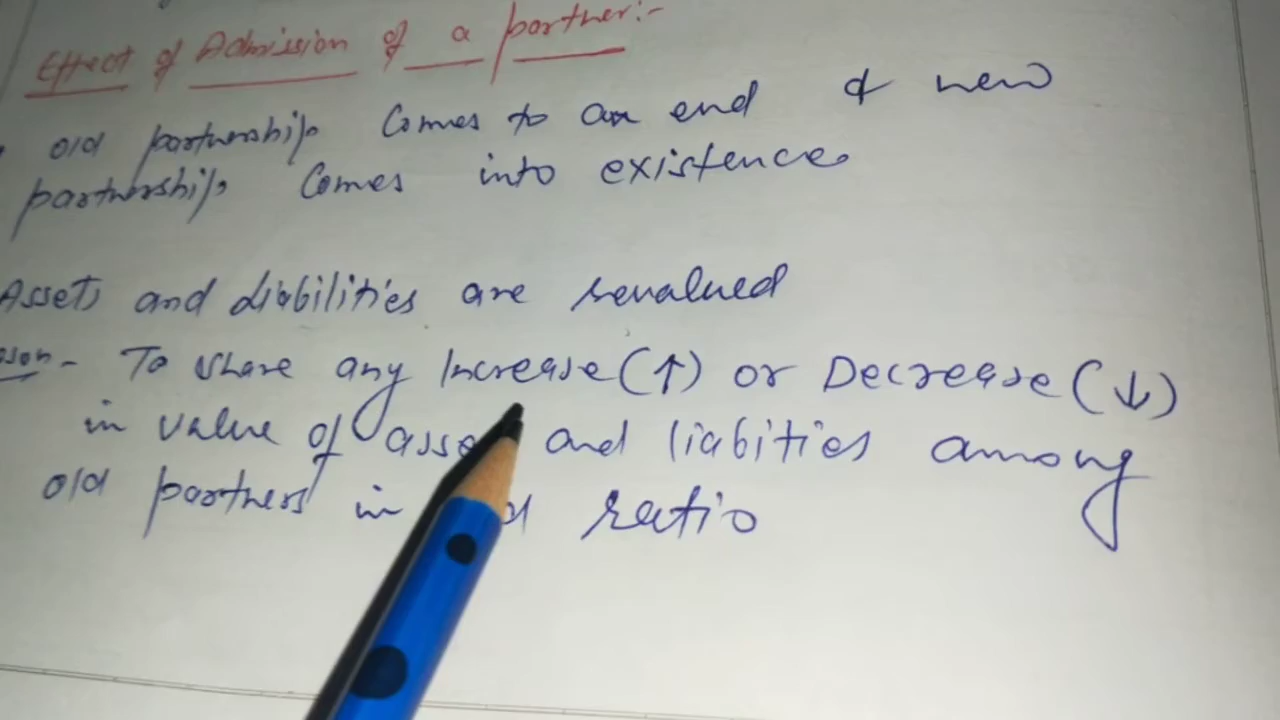 Effect of Admission of a partner:-
old partnership Comes to an end & new
partnership Comes into existence.
Assets and Liabilities are revalued
To share any Increase (↑) or Decrease (↓)
in value of asse and liabities among
old partners in ratio